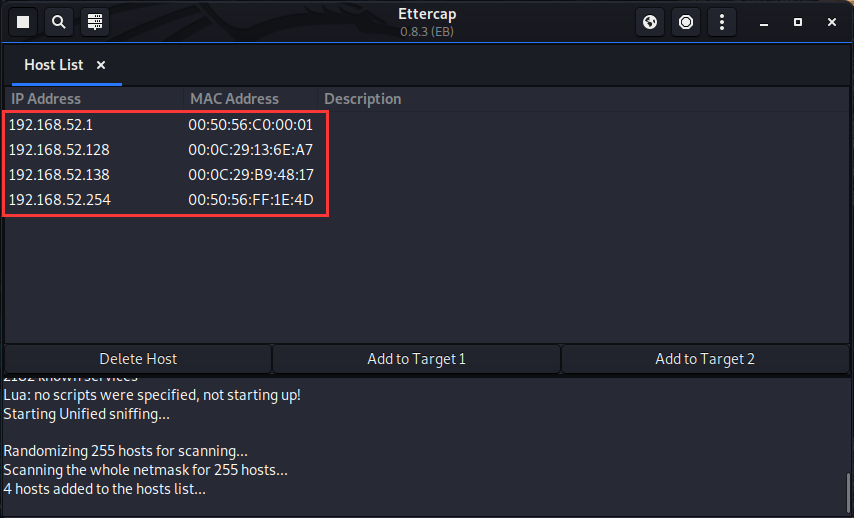 Ettercap
0.8.3 (EB)
Host List ×
IP Address MAC Address Description
192.168.52.1 00:50:56:C0:00:01
192.168.52.128 00:0C:29:13:6E:A7
192.168.52.138 00:0C:29:B9:48:17
192.168.52.254 00:50:56:FF:1E:4D
Delete Host Add to Target 1 Add to Target 2
2182 known services
Lua: no scripts were specified, not starting up!
Starting Unified sniffing...
Randomizing 255 hosts for scanning...
Scanning the whole netmask for 255 hosts...
4 hosts added to the hosts list...